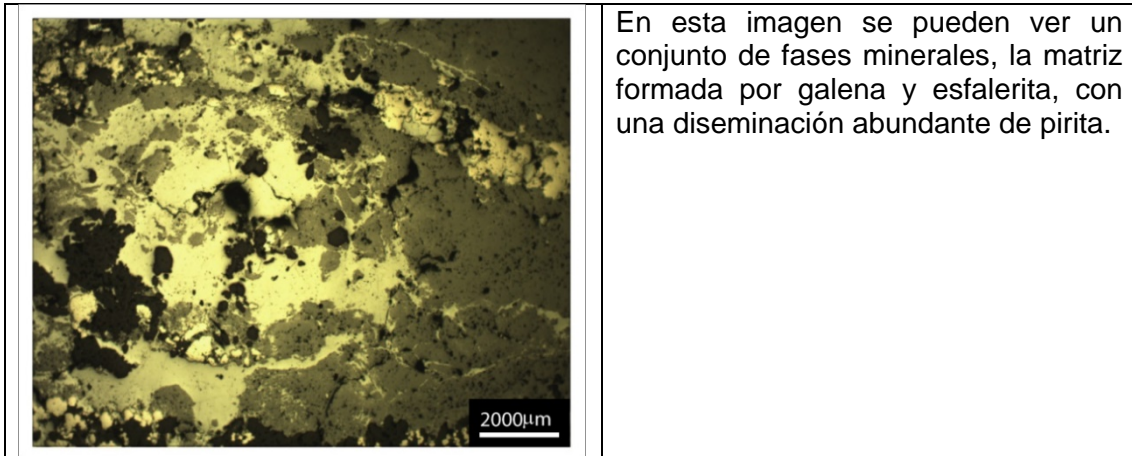 En esta imagen se pueden ver un
conjunto de fases minerales, la matriz
formada por galena y esfalerita, con
una diseminación abundante de pirita.
2000µm